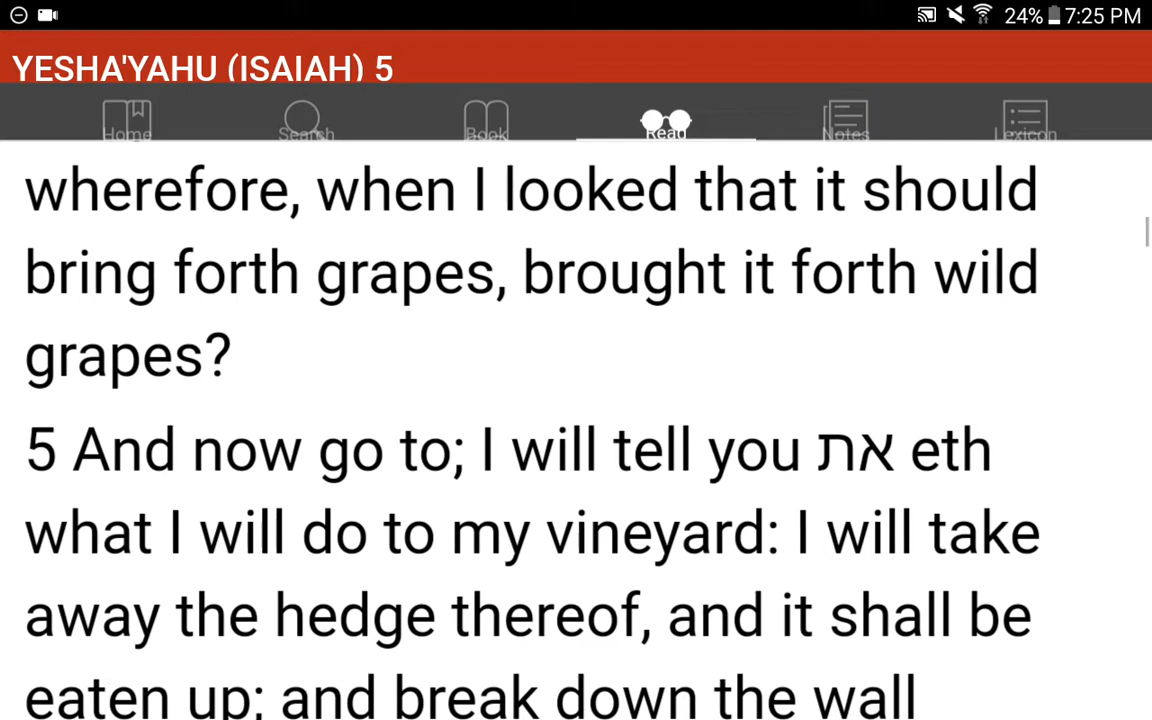 24% 7:25 PM
YESHA'YAHU (ISAIAH) 5
Home Search Book Read Notes Lexicon
wherefore, when I looked that it should
bring forth grapes, brought it forth wild
grapes?
5 And now go to; I will tell you את eth
what I will do to my vineyard: I will take
away the hedge thereof, and it shall be
eaten up; and break down the wall